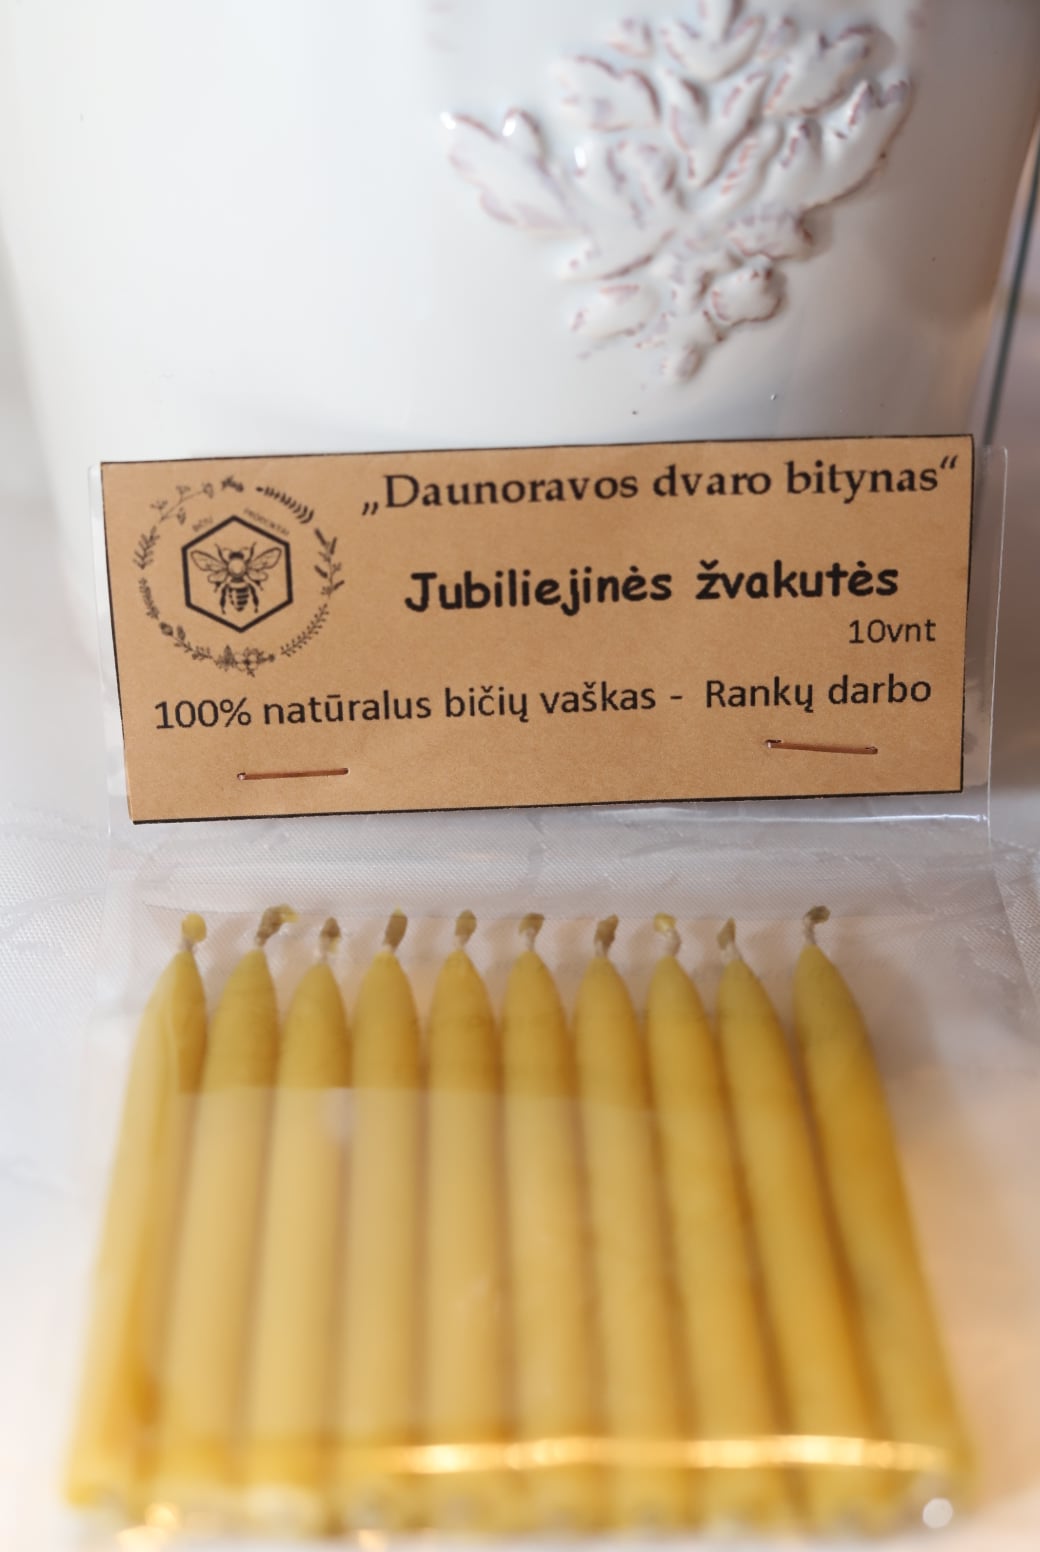 „Daunoravos dvaro bitynas“
Jubiliejinės žvakutės
10vnt
100% natūralus bičių vaškas - Rankų darbo